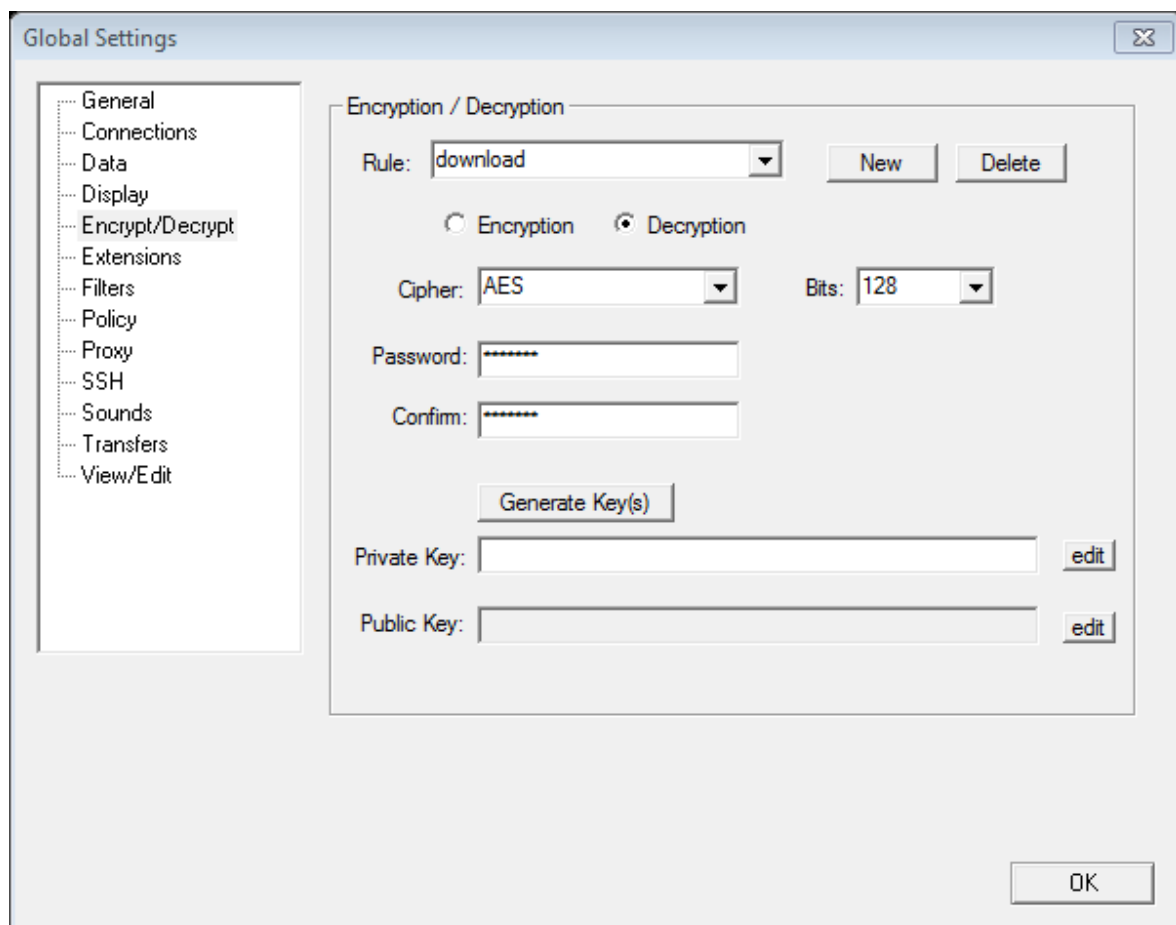 Global Settings
General
Connections
Data
Display
Encrypt/Decrypt
Extensions
Filters
Policy
Proxy
SSH
Sounds
Transfers
View/Edit
Encryption / Decryption
Rule: download New Delete
Encryption Decryption
Cipher: AES Bits: 128
Password: *******
Confirm: *******
Generate Key(s)
Private Key: edit
Public Key: edit
OK